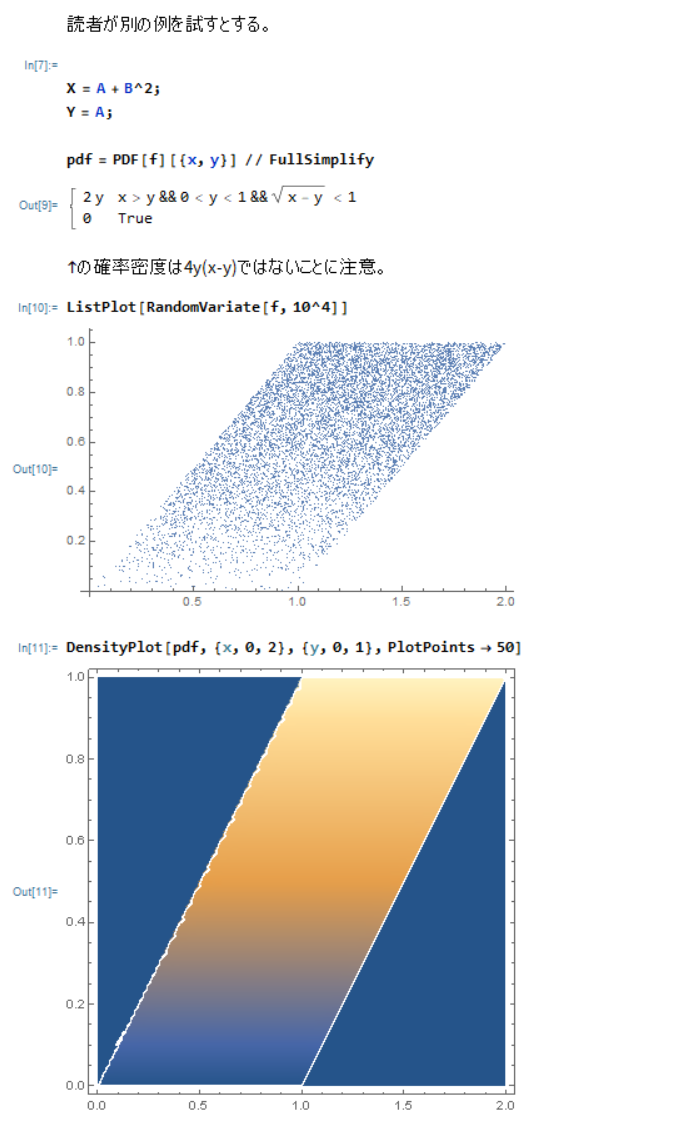 読者が別の例を試すとする。
In[7]:=
X = A + B^2;
Y = A;
pdf = PDF[f][{x, y}] // FullSimplify
Out[9]= { 2 y x > y && 0 < y < 1 && √x - y < 1
0 True
↑の確率密度は4y(x-y)ではないことに注意。
In[10]:= ListPlot[RandomVariate[f, 10^4]]
1.0
0.8
0.6
Out[10]=
0.4
0.2
0.5 1.0 1.5 2.0
In[11]:= DensityPlot[pdf, {x, 0, 2}, {y, 0, 1}, PlotPoints → 50]
1.0
0.8
0.6
Out[11]=
0.4
0.2
0.0
0.0 0.5 1.0 1.5 2.0